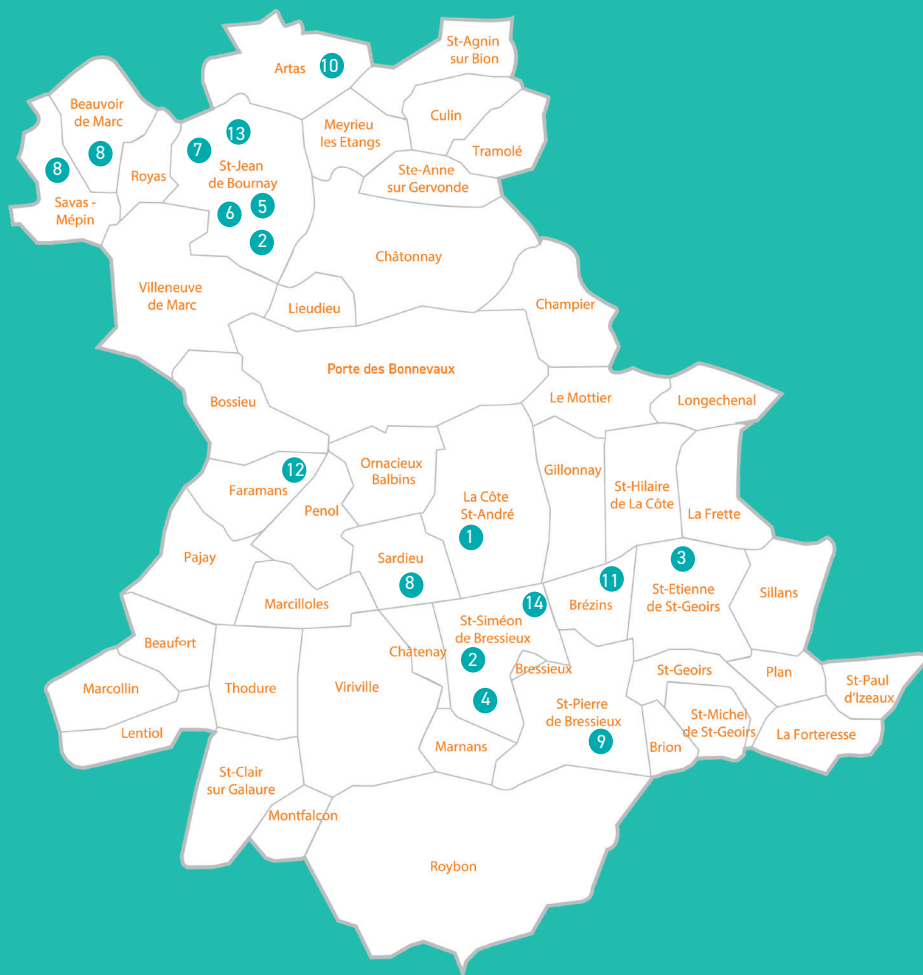 St-Agnin
sur Bion
Artas
10
Beauvoir
de Marc
Culin
Meyrieu
les Etangs
13
7
8
Tramolé
8
Royas
St-Jean
de Bournay
Ste-Anne
sur Gervonde
Savas -
Mépin
6
5
2
Châtonnay
Villeneuve
de Marc
Lieudieu
Champier
Porte des Bonnevaux
Bossieu
Le Mottier
Longechenal
Ornacieux
Balbins
12
Faramans
Gillonnay
St-Hilaire
de La Côte
La Côte
St-André
Penol
La Frette
1
Pajay
Sardieu
8
3
11
St-Etienne
de St-Geoirs
Sillans
Marcilloles
14
Brézins
St-Siméon
de Bressieux
Beaufort
Châtenay
2
Bressieux
St-Geoirs
Plan
Marcollin
Thodure
Viriville
St-Paul
d'Izeaux
4
St-Pierre
de Bressieux
St-Michel
de St-Geoirs
Lentiol
9
La Forteresse
Marnans
Brion
St-Clair
sur Galaure
Montfalcon
Roybon